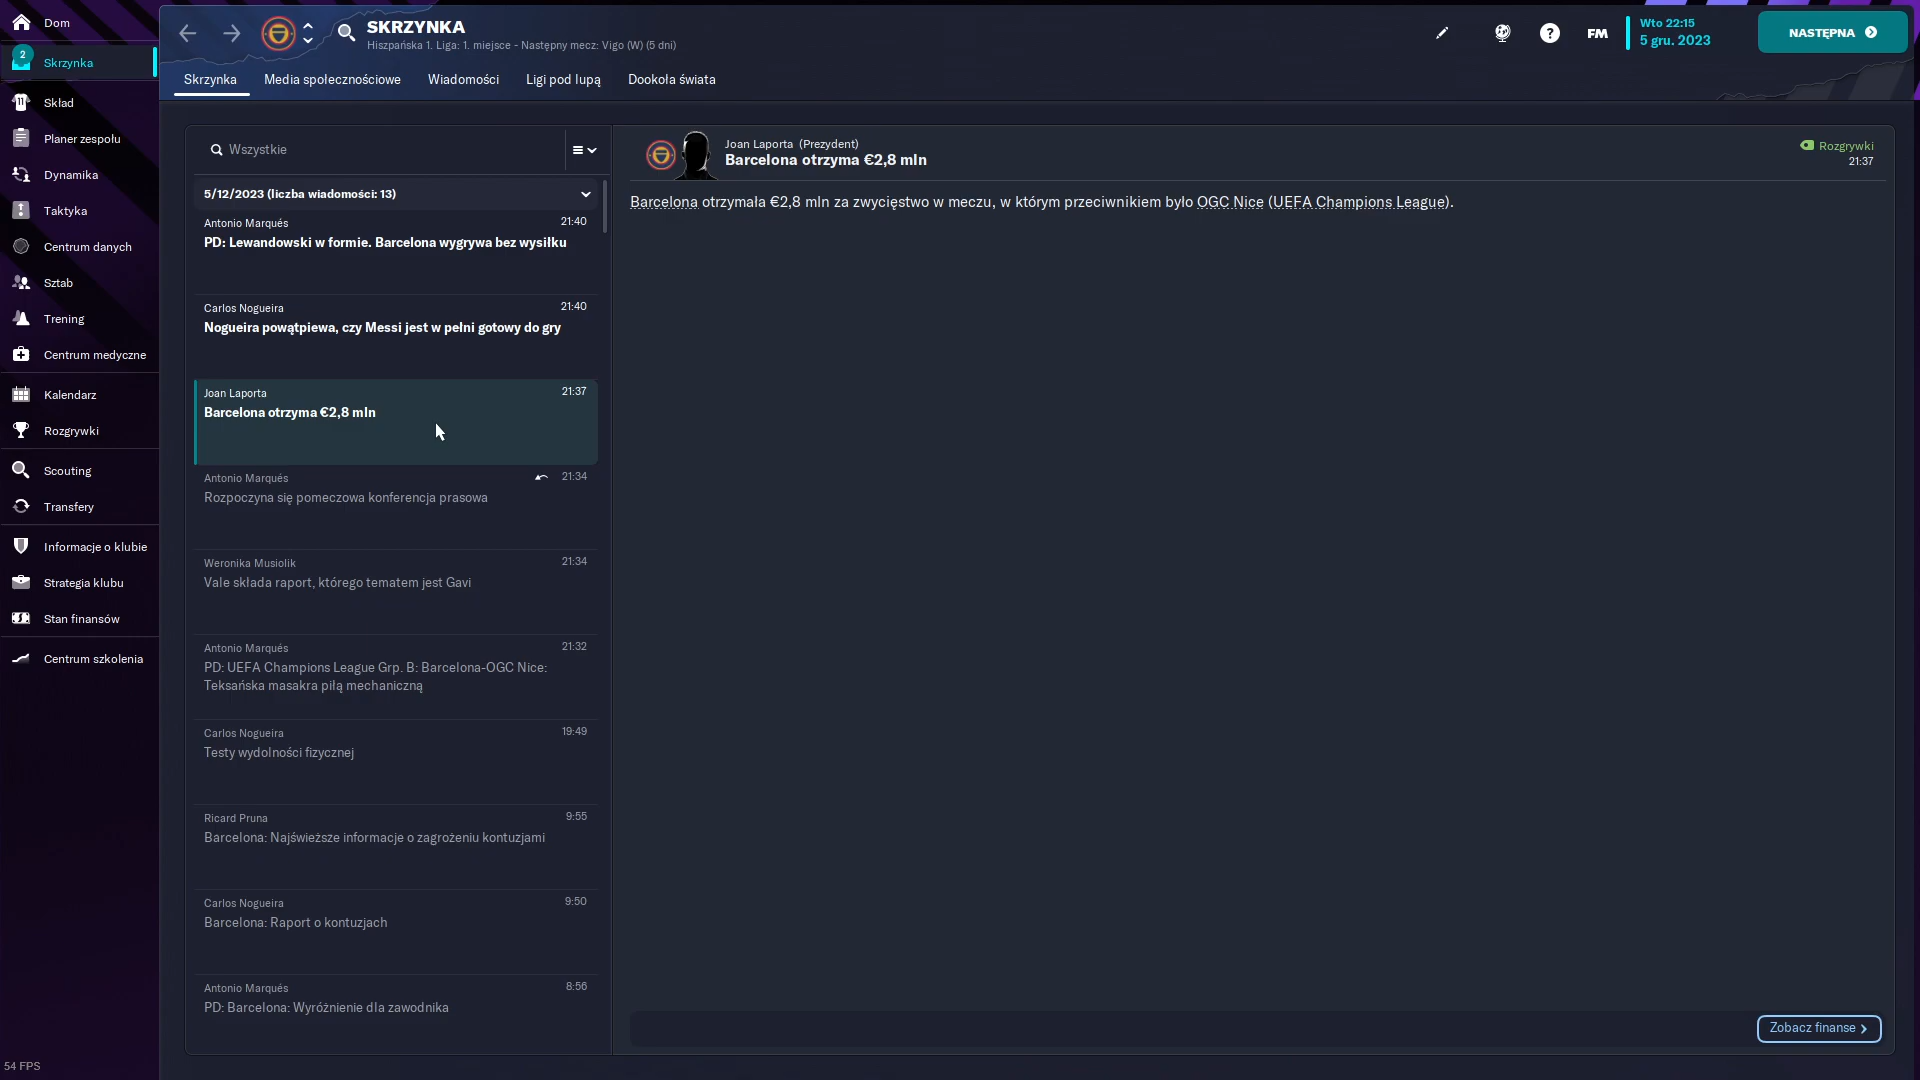 Dom
2
Skrzynka
Skład
Planer zespołu
Dynamika
Taktyka
Centrum danych
Sztab
Trening
Centrum medyczne
Kalendarz
Rozgrywki
Scouting
Transfery
Informacje o klubie
Strategia klubu
Stan finansów
Centrum szkolenia
54 FPS
SKRZYNKA
Hiszpańska 1. Liga: 1. miejsce - Następny mecz: Vigo (W) (5 dni)
FM
Wto 22:15
5 gru. 2023
NASTĘPNA
Skrzynka
Media społecznościowe
Wiadomości
Ligi pod lupą
Dookoła świata
Wszystkie
5/12/2023 (liczba wiadomości: 13)
Antonio Marqués 21:40
PD: Lewandowski w formie. Barcelona wygrywa bez wysiłku
Carlos Nogueira 21:40
Nogueira powątpiewa, czy Messi jest w pełni gotowy do gry
Joan Laporta 21:37
Barcelona otrzyma €2,8 mln
Antonio Marqués 21:34
Rozpoczyna się pomeczowa konferencja prasowa
Weronika Musiolik 21:34
Vale składa raport, którego tematem jest Gavi
Antonio Marqués 21:32
PD: UEFA Champions League Grp. B: Barcelona-OGC Nice:
Teksańska masakra piłą mechaniczną
Carlos Nogueira 19:49
Testy wydolności fizycznej
Ricard Pruna 9:55
Barcelona: Najświeższe informacje o zagrożeniu kontuzjami
Carlos Nogueira 9:50
Barcelona: Raport o kontuzjach
Antonio Marqués 8:56
PD: Barcelona: Wyróżnienie dla zawodnika
Joan Laporta (Prezydent)
Barcelona otrzyma €2,8 mln
Rozgrywki
21:37
Barcelona otrzymała €2,8 mln za zwycięstwo w meczu, w którym przeciwnikiem było OGC Nice (UEFA Champions League).
Zobacz finanse